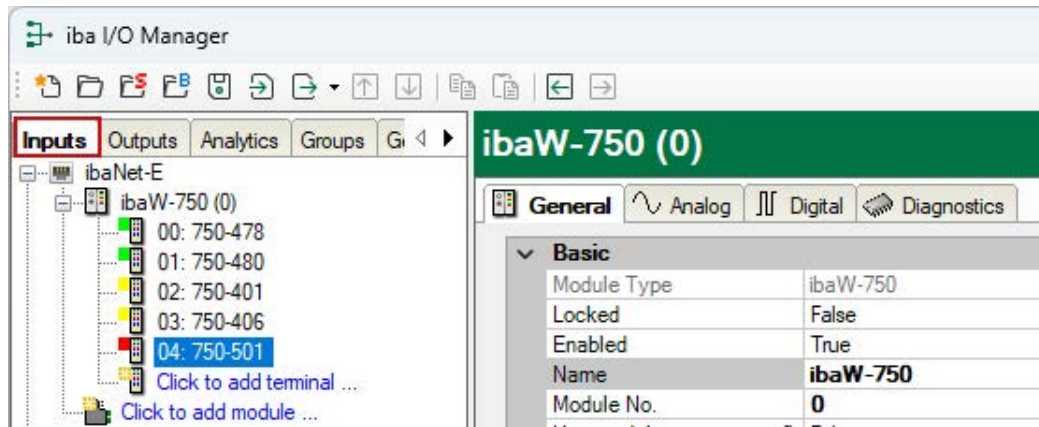 iba I/O Manager
Inputs Outputs Analytics Groups
ibaNet-E
ibaW-750 (0)
00: 750-478
01: 750-480
02: 750-401
03: 750-406
04: 750-501
Click to add terminal ...
Click to add module ...
ibaW-750 (0)
General Analog Digital Diagnostics
Basic
Module Type ibaW-750
Locked False
Enabled True
Name ibaW-750
Module No. 0